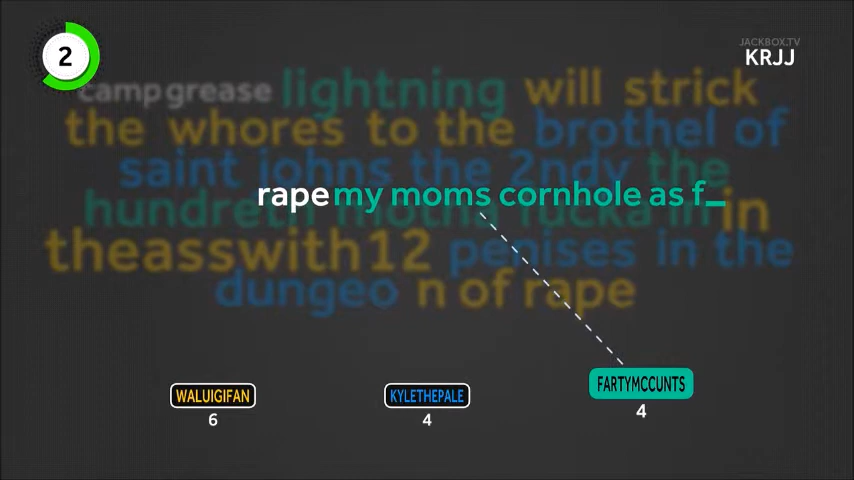 2
JACKBOX.TV
KRJJ
camp grease lightning will strick
the whores to the brothel of
saint johns the 2ndy the
rape my moms cornhole as f_
hundreth motha fucka in in
theasswith12 penises in the
dungeo n of rape
WALUIGIFAN
6
KYLETHEPALE
4
FARTYMCCUNTS
4